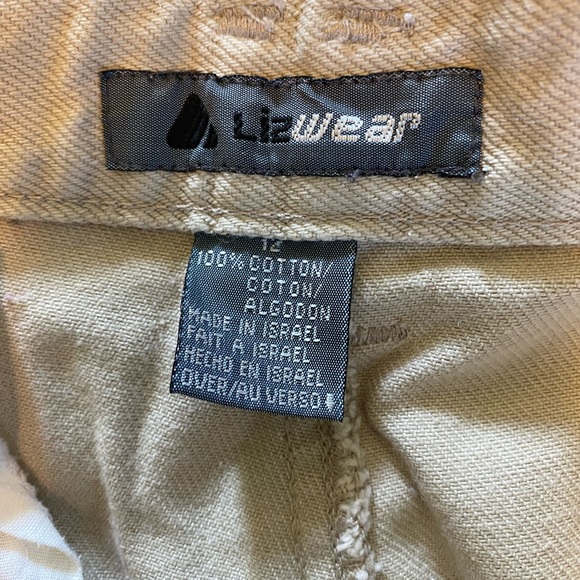 Lizwear
12
100% COTTON/
COTON/
ALGODON
MADE IN ISRAEL
FAIT À ISRAEL
HECHO EN ISRAEL
OVER/AU VERSO